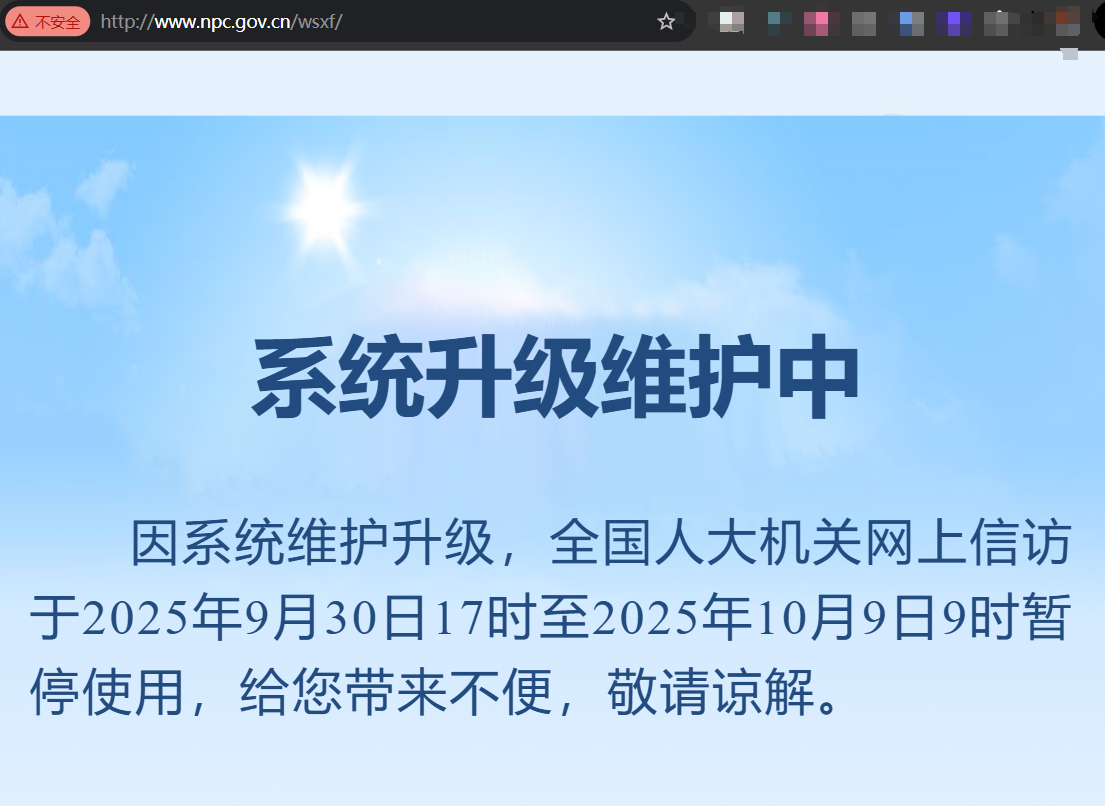 不安全 http://www.npc.gov.cn/wsxf/
系统升级维护中
因系统维护升级，全国人大机关网上信访
于2025年9月30日17时至2025年10月9日9时暂
停使用，给您带来不便，敬请谅解。